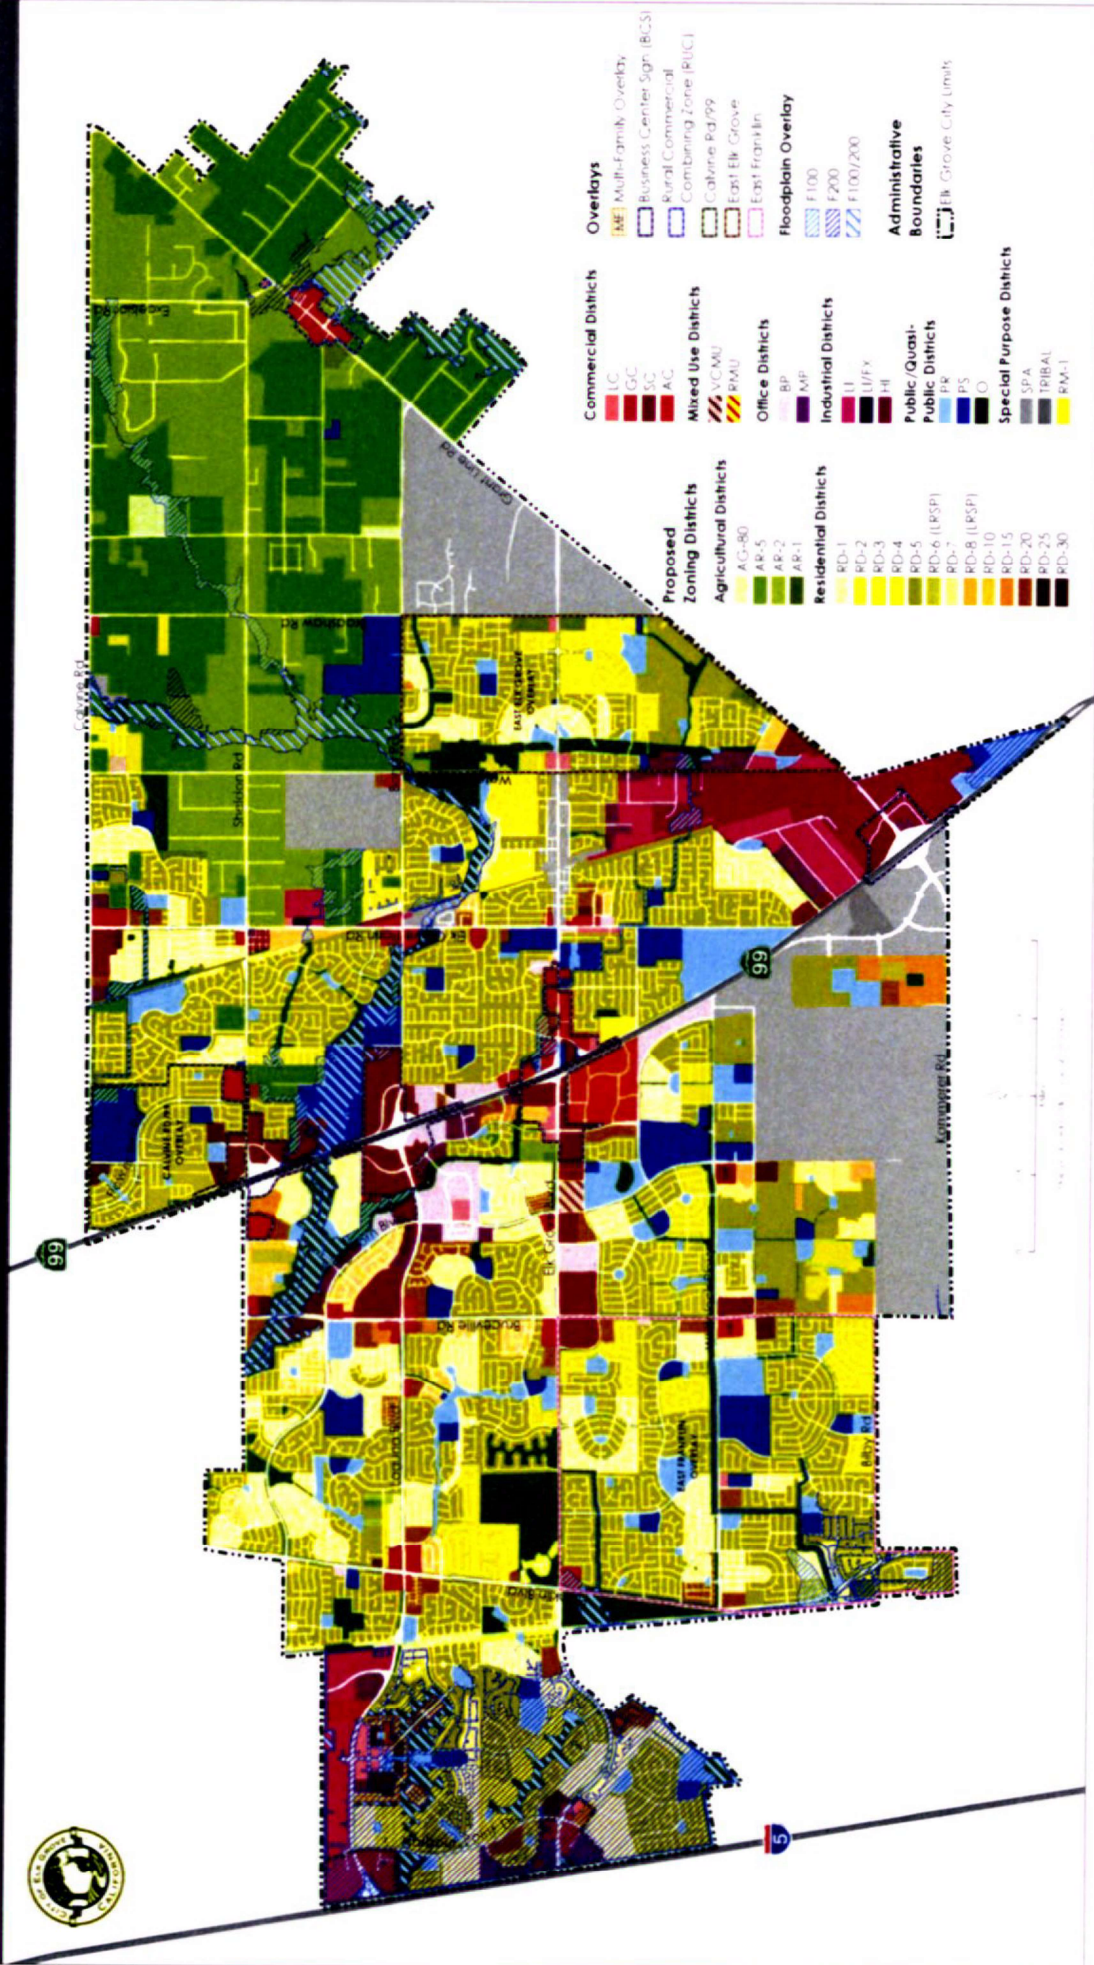 CITY OF ELK GROVE
CALIFORNIA
Calvine Rd
Excelsior Rd
Sheldon Rd
Bradshaw Rd
Grant Line Rd
EAST ELK GROVE
OVERLAY
99
OVERLAY
Bruceville Rd
EAST FRANKLIN
OVERLAY
Bilby Rd
Kammerer Rd
99
5
Proposed
Zoning Districts
Agricultural Districts
AG-80
AR-5
AR-2
AR-1
Residential Districts
RD-1
RD-2
RD-3
RD-4
RD-5
RD-6 (LRSP)
RD-7
RD-8 (LRSP)
RD-10
RD-15
RD-20
RD-25
RD-30
Commercial Districts
LC
GC
SC
AC
Mixed Use Districts
VCMU
RMU
Office Districts
BP
MP
Industrial Districts
LI
LI/FX
HI
Public/Quasi-
Public Districts
PR
PS
O
Special Purpose Districts
SPA
TRIBAL
RM-1
Overlays
MF Multi-Family Overlay
Business Center Sign (BCS)
Rural Commercial
Combining Zone (RUC)
Calvine Rd/99
East Elk Grove
East Franklin
Floodplain Overlay
F100
F200
F100/200
Administrative
Boundaries
Elk Grove City Limits